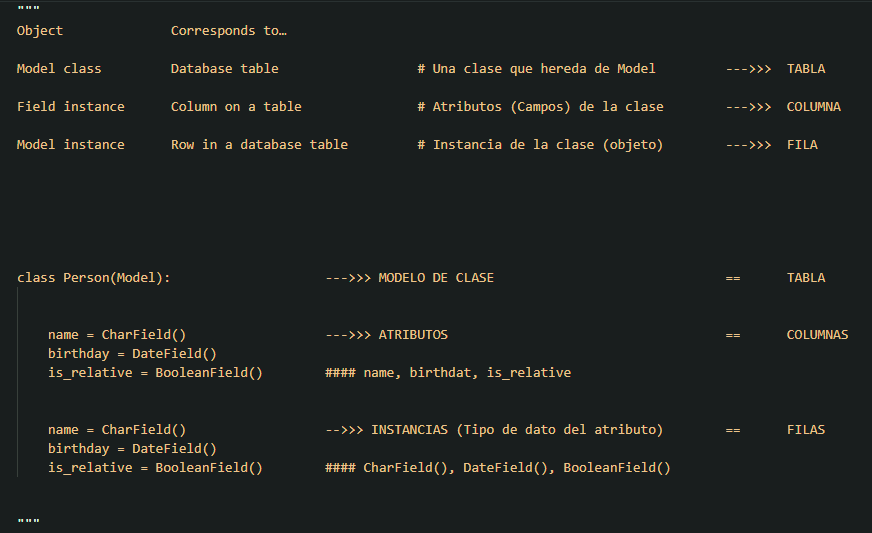 """
Object Corresponds to…
Model class Database table # Una clase que hereda de Model --->>> TABLA
Field instance Column on a table # Atributos (Campos) de la clase --->>> COLUMNA
Model instance Row in a database table # Instancia de la clase (objeto) --->>> FILA
class Person(Model): --->>> MODELO DE CLASE == TABLA
name = CharField() --->>> ATRIBUTOS == COLUMNAS
birthday = DateField()
is_relative = BooleanField() #### name, birthdat, is_relative
name = CharField() -->>> INSTANCIAS (Tipo de dato del atributo) == FILAS
birthday = DateField()
is_relative = BooleanField() #### CharField(), DateField(), BooleanField()
"""